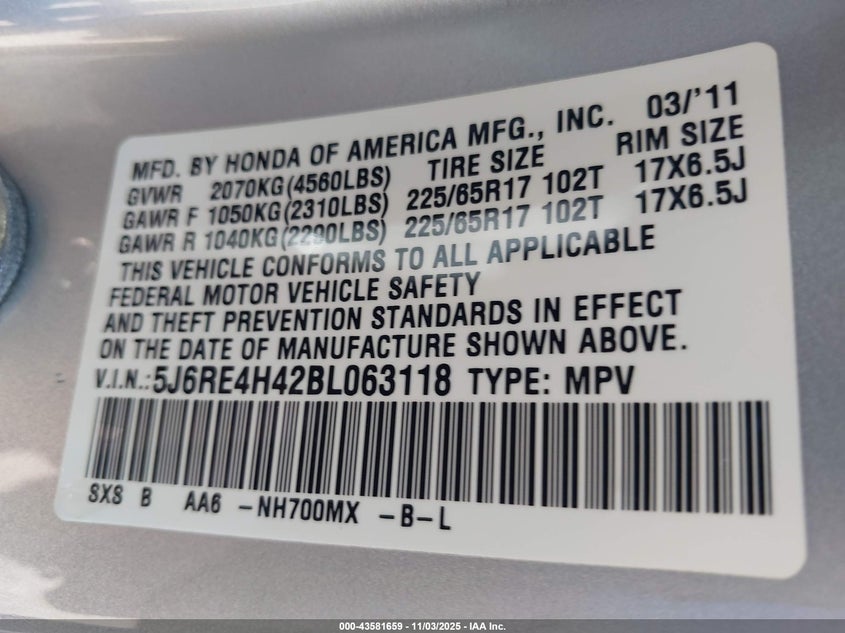 MFD. BY HONDA OF AMERICA MFG., INC. 03/'11
GVWR 2070KG(4560LBS) TIRE SIZE RIM SIZE
GAWR F 1050KG(2310LBS) 225/65R17 102T 17X6.5J
GAWR R 1040KG(2290LBS) 225/65R17 102T 17X6.5J
THIS VEHICLE CONFORMS TO ALL APPLICABLE
FEDERAL MOTOR VEHICLE SAFETY
AND THEFT PREVENTION STANDARDS IN EFFECT
ON THE DATE OF MANUFACTURE SHOWN ABOVE.
V.I.N.:5J6RE4H42BL063118 TYPE: MPV
SXS B AA6 -NH700MX -B-L
000-43581659 - 11/03/2025 - IAA Inc.